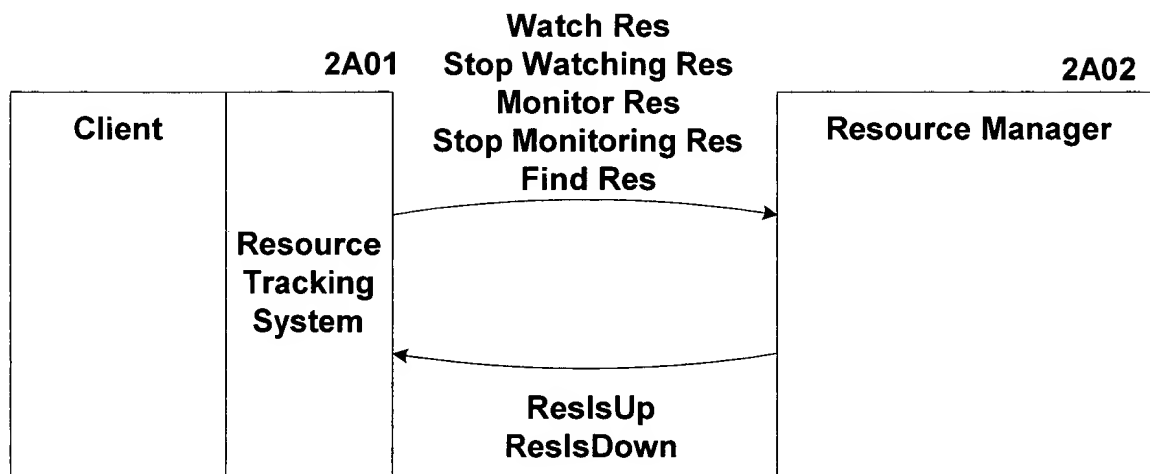 Watch Res
2A01
Stop Watching Res
2A02
Monitor Res
Client
Resource Manager
Stop Monitoring Res
Find Res
Resource
Tracking
System
ResIsUp
ResIsDown